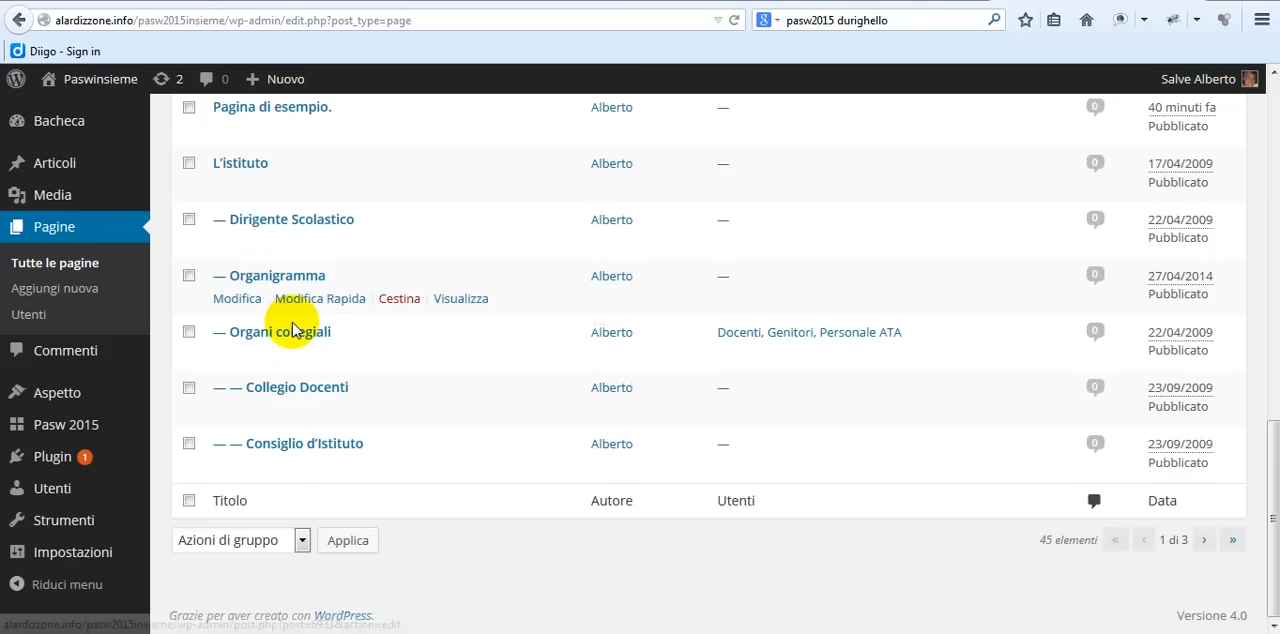 alardizzone.info/pasw2015insieme/wp-admin/edit.php?post_type=page
pasw2015 durighello
Diigo - Sign in
Paswinsieme 2 0 Nuovo Salve Alberto
Bacheca
Articoli
Media
Pagine
Tutte le pagine
Aggiungi nuova
Utenti
Commenti
Aspetto
Pasw 2015
Plugin 1
Utenti
Strumenti
Impostazioni
Riduci menu
Pagina di esempio. Alberto — 0 40 minuti fa
Pubblicato
L'istituto Alberto — 0 17/04/2009
Pubblicato
— Dirigente Scolastico Alberto — 0 22/04/2009
Pubblicato
— Organigramma Alberto — 0 27/04/2014
Modifica Modifica Rapida Cestina Visualizza Pubblicato
— Organi collegiali Alberto Docenti, Genitori, Personale ATA 0 22/04/2009
Pubblicato
— — Collegio Docenti Alberto — 0 23/09/2009
Pubblicato
— — Consiglio d'Istituto Alberto — 0 23/09/2009
Pubblicato
Titolo Autore Utenti Data
Azioni di gruppo Applica 45 elementi « ‹ 1 di 3 › »
Grazie per aver creato con WordPress. Versione 4.0